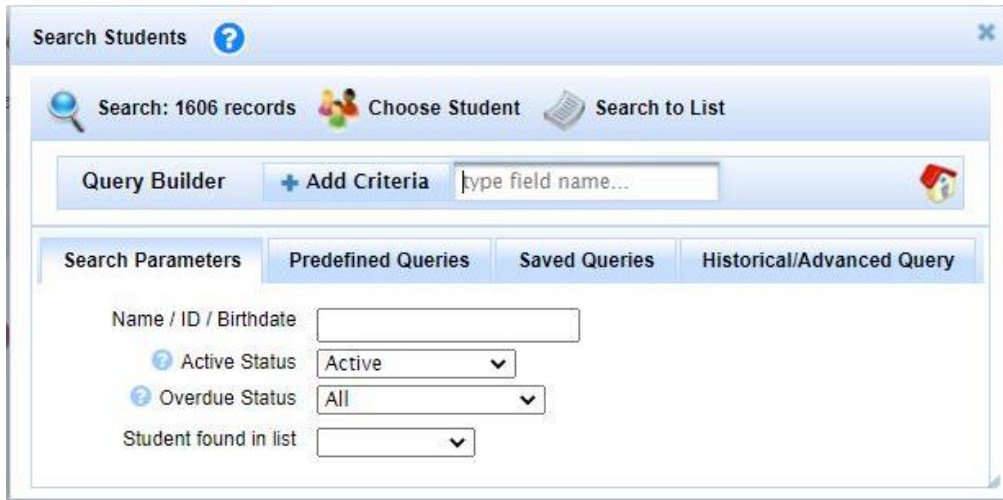 Search Students ?
Search: 1606 records Choose Student Search to List
Query Builder + Add Criteria type field name...
Search Parameters Predefined Queries Saved Queries Historical/Advanced Query
Name / ID / Birthdate
? Active Status Active
? Overdue Status All
Student found in list